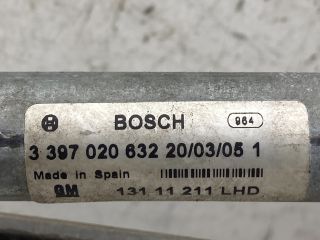 BOSCH 964
3 397 020 632 20/03/05 1
Made in Spain
GM 131 11 211 LHD